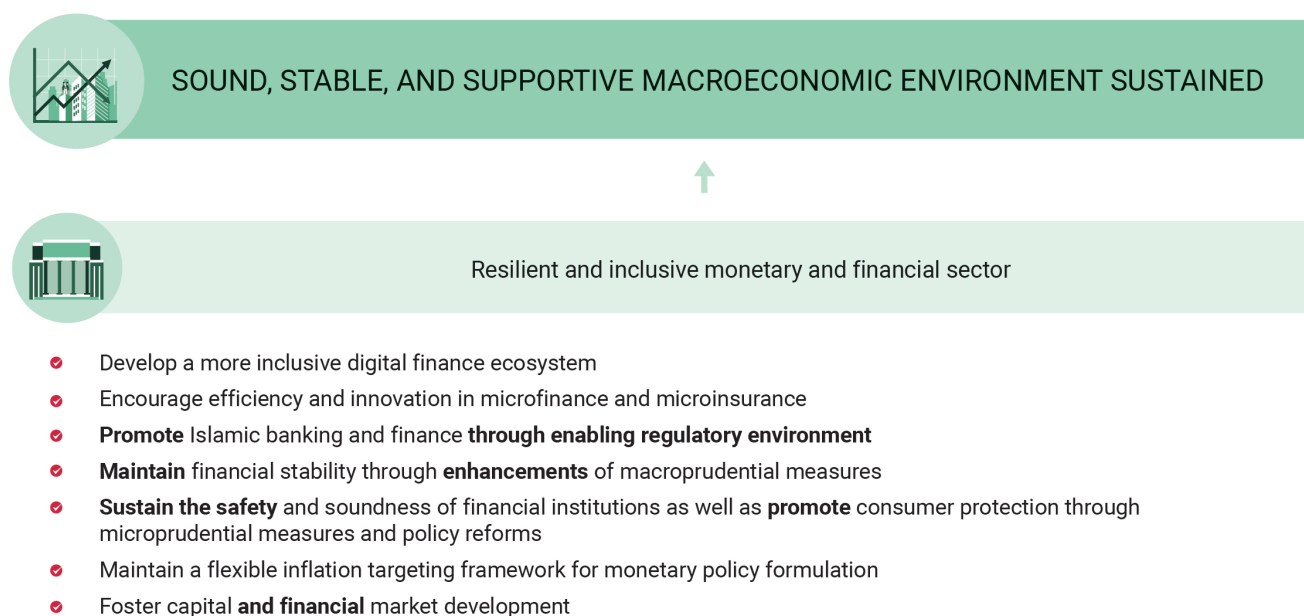 SOUND, STABLE, AND SUPPORTIVE MACROECONOMIC ENVIRONMENT SUSTAINED
Resilient and inclusive monetary and financial sector
Develop a more inclusive digital finance ecosystem
Encourage efficiency and innovation in microfinance and microinsurance
Promote Islamic banking and finance through enabling regulatory environment
Maintain financial stability through enhancements of macroprudential measures
Sustain the safety and soundness of financial institutions as well as promote consumer protection through
microprudential measures and policy reforms
Maintain a flexible inflation targeting framework for monetary policy formulation
Foster capital and financial market development